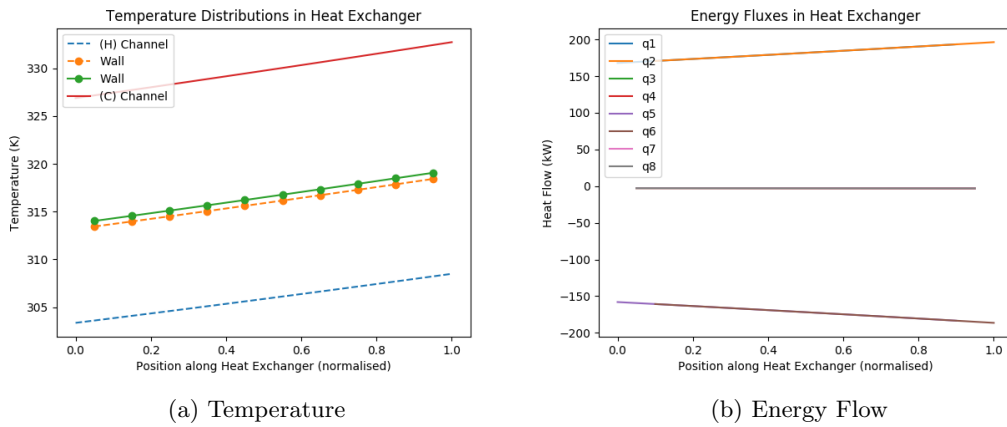 Temperature Distributions in Heat Exchanger
(H) Channel
Wall
Wall
(C) Channel
330
325
320
315
310
305
Temperature (K)
0.0 0.2 0.4 0.6 0.8 1.0
Position along Heat Exchanger (normalised)
(a) Temperature
Energy Fluxes in Heat Exchanger
q1
q2
q3
q4
q5
q6
q7
q8
200
150
100
50
0
−50
−100
−150
−200
Heat Flow (kW)
0.0 0.2 0.4 0.6 0.8 1.0
Position along Heat Exchanger (normalised)
(b) Energy Flow